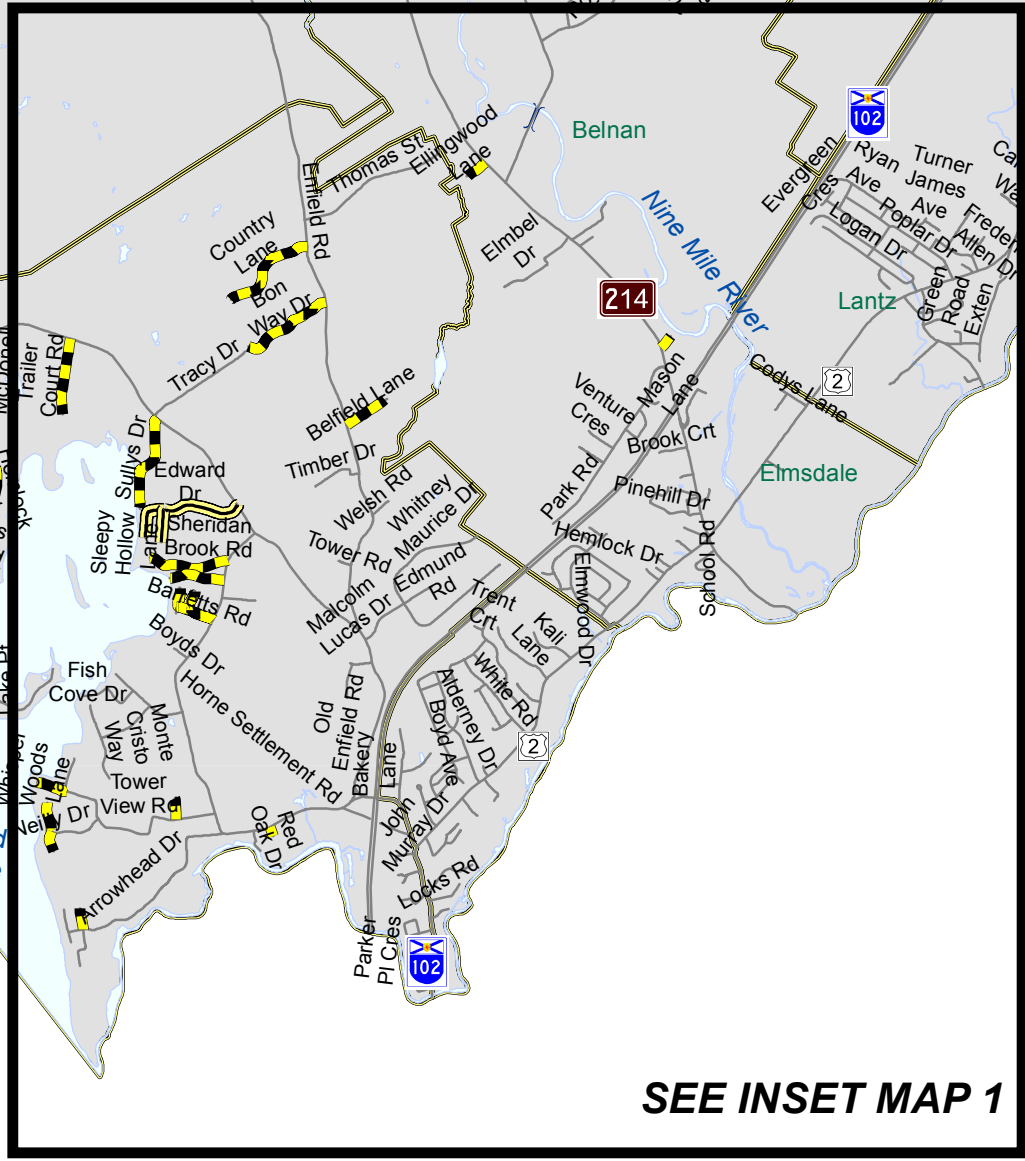 102
Belnan
Ellingwood
Lane
Thomas St
Enfield Rd
Evergreen
Cres
Ryan
Ave
Turner
James
Ave
Poplar Dr
Logan Dr
Allen Dr
Country
Lane
Elmbel
Dr
Nine Mile River
214
Bon
Way Dr
Lantz
Green
Road
Exten
Trailer
Court Rd
Tracy Dr
Codys Lane
2
Belfield Lane
Venture
Cres
Mason
Lane
Brook Crt
Sullys Dr
Timber Dr
Elmsdale
Edward
Dr
Welsh Rd
Whitney
Maurice Dr
Park Rd
Pinehill Dr
Sheridan
Sleepy
Hollow
Lane
Brook Rd
Tower Rd
Hemlock Dr
School Rd
Barretts Rd
Malcolm
Lucas Dr
Edmund
Rd
Trent
Crt
Elmwood Dr
Kali
Lane
Boyds Dr
Fish
Cove Dr
Horne Settlement Rd
White Rd
Old
Enfield Rd
Alderney Dr
Boyd Ave
2
Monte
Cristo
Way
Bakery
Lane
Woods
Lane
Tower
View Rd
John
Murray Dr
Neily Dr
Red
Oak Dr
Arrowhead Dr
Locks Rd
Parker
Pl Cres
102
SEE INSET MAP 1